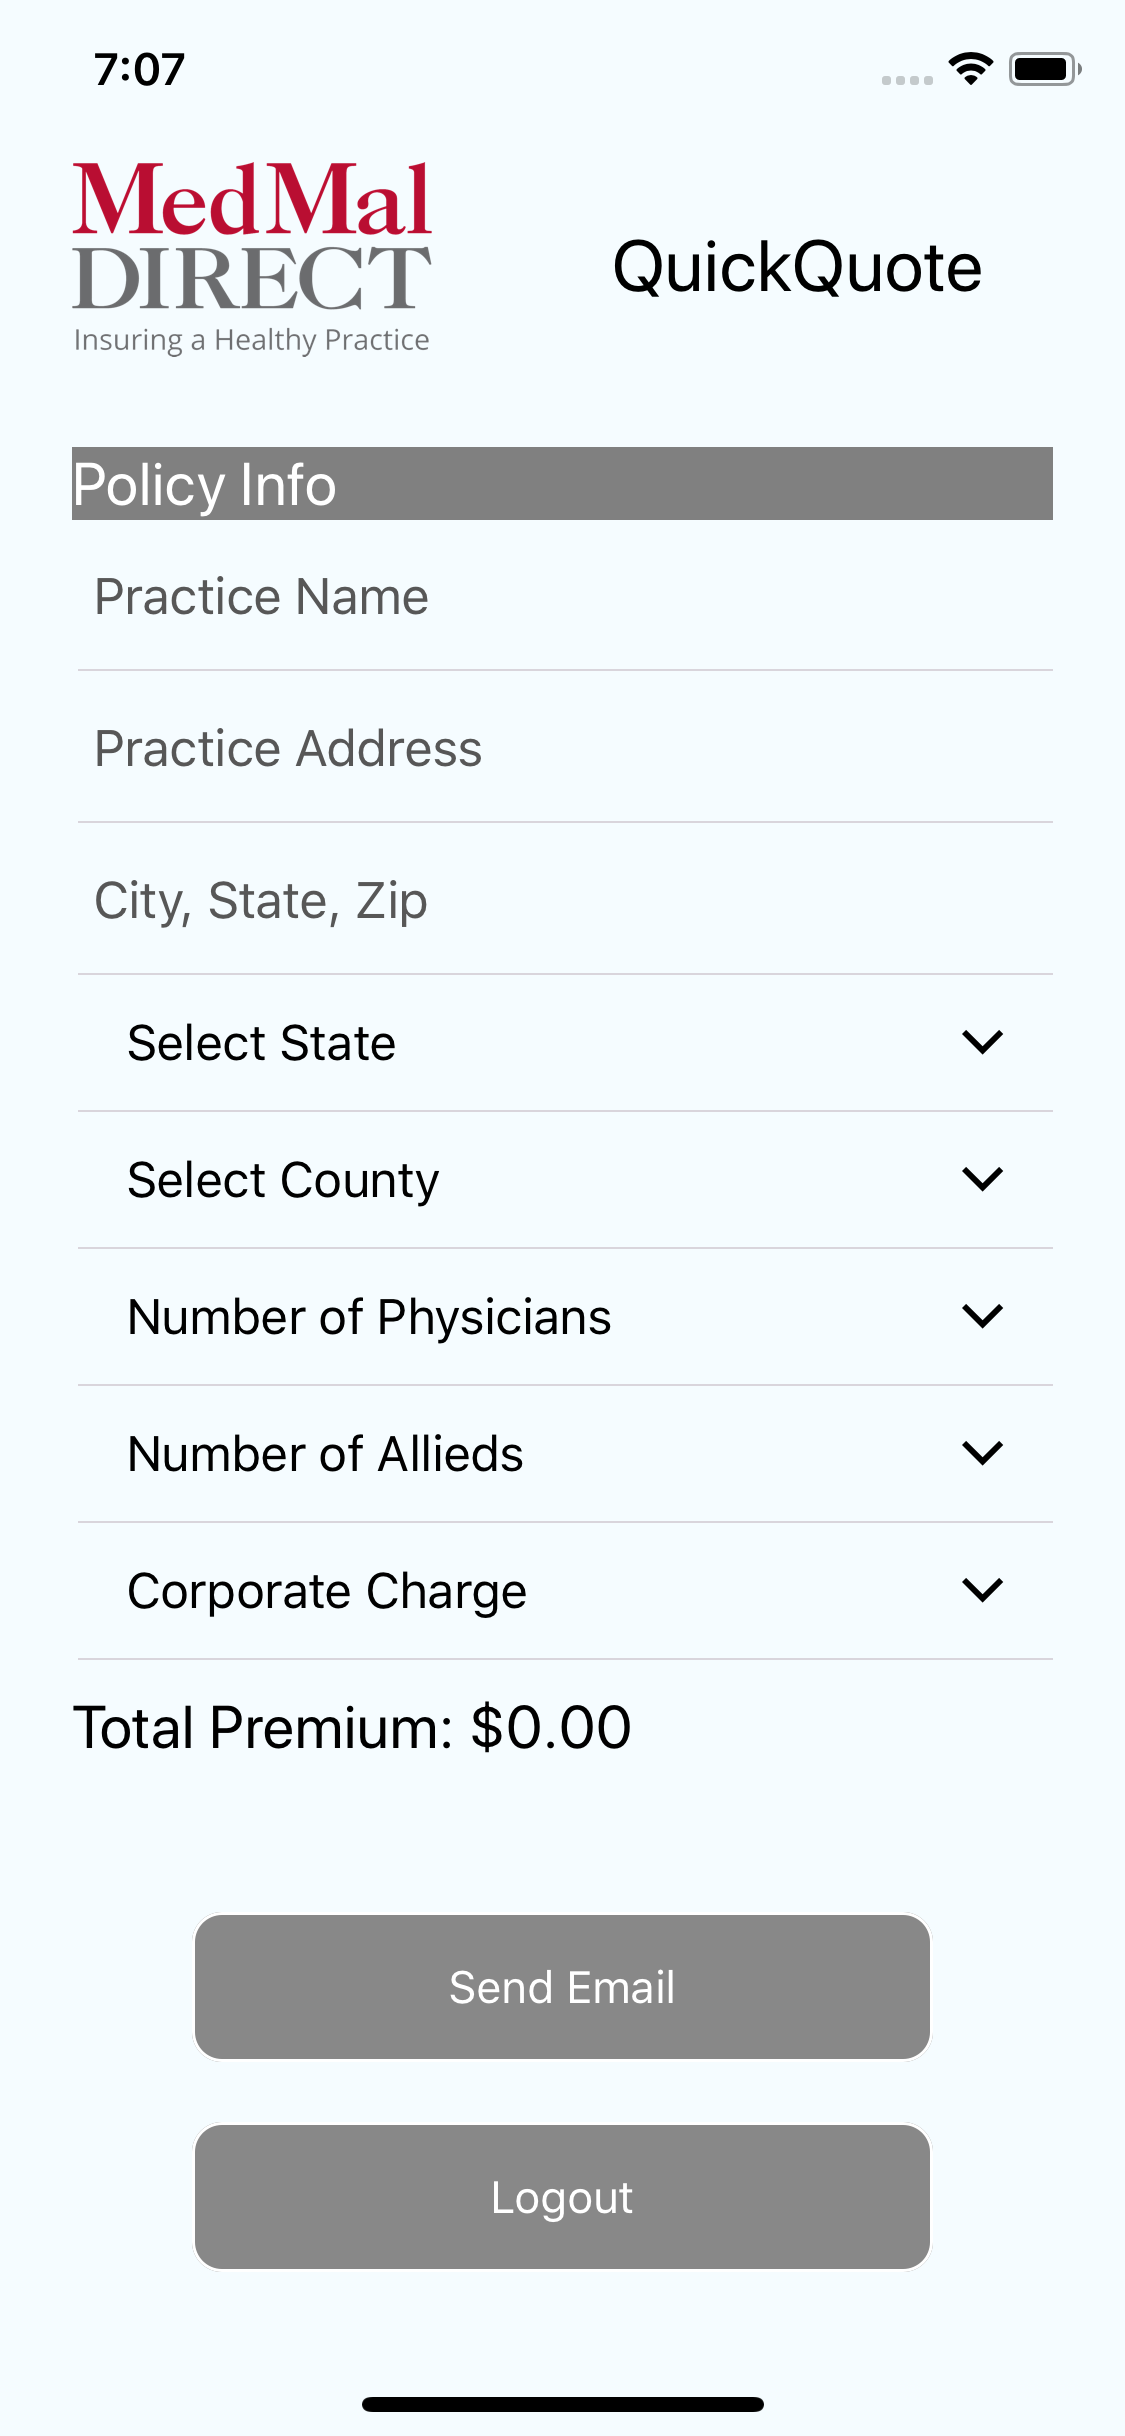 7:07
MedMal
DIRECT
Insuring a Healthy Practice
QuickQuote
Policy Info
Practice Name
Practice Address
City, State, Zip
Select State
Select County
Number of Physicians
Number of Allieds
Corporate Charge
Total Premium: $0.00
Send Email
Logout